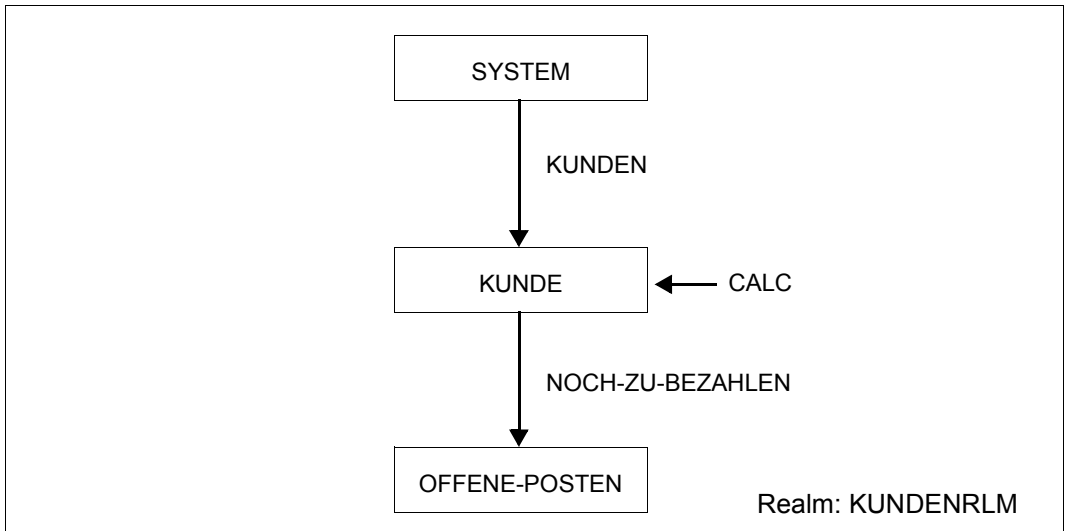 SYSTEM
KUNDEN
KUNDE
CALC
NOCH-ZU-BEZAHLEN
OFFENE-POSTEN
Realm: KUNDENRLM